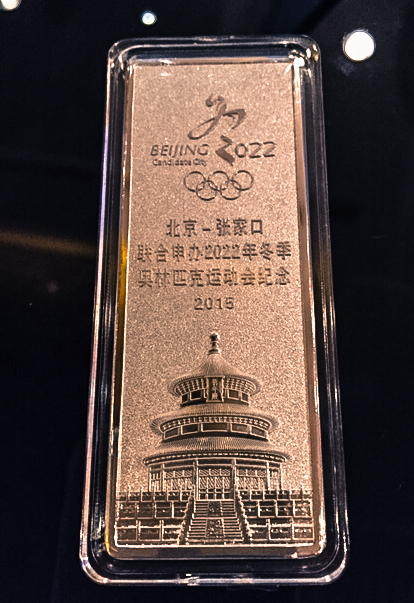 BEIJING 2022
Candidate City
北京-张家口
联合申办2022年冬季
奥林匹克运动会纪念
2015